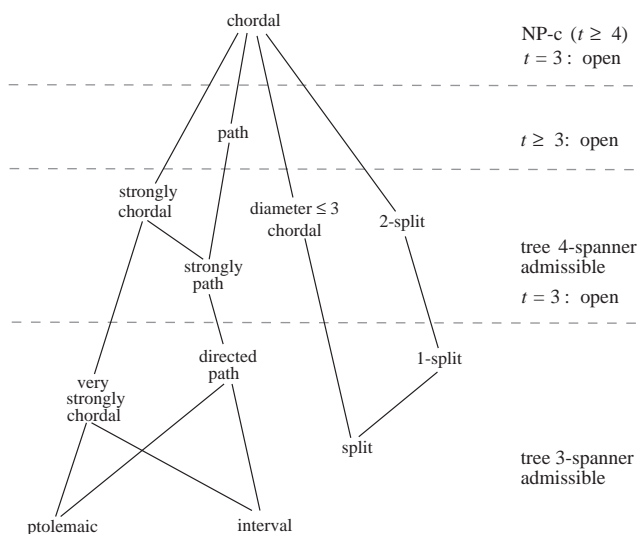 chordal
NP-c (t ≥ 4)
t = 3 : open
path
t ≥ 3: open
strongly
chordal
diameter ≤ 3
chordal
2-split
strongly
path
tree 4-spanner
admissible
t = 3 : open
directed
path
1-split
very
strongly
chordal
split
tree 3-spanner
admissible
ptolemaic
interval